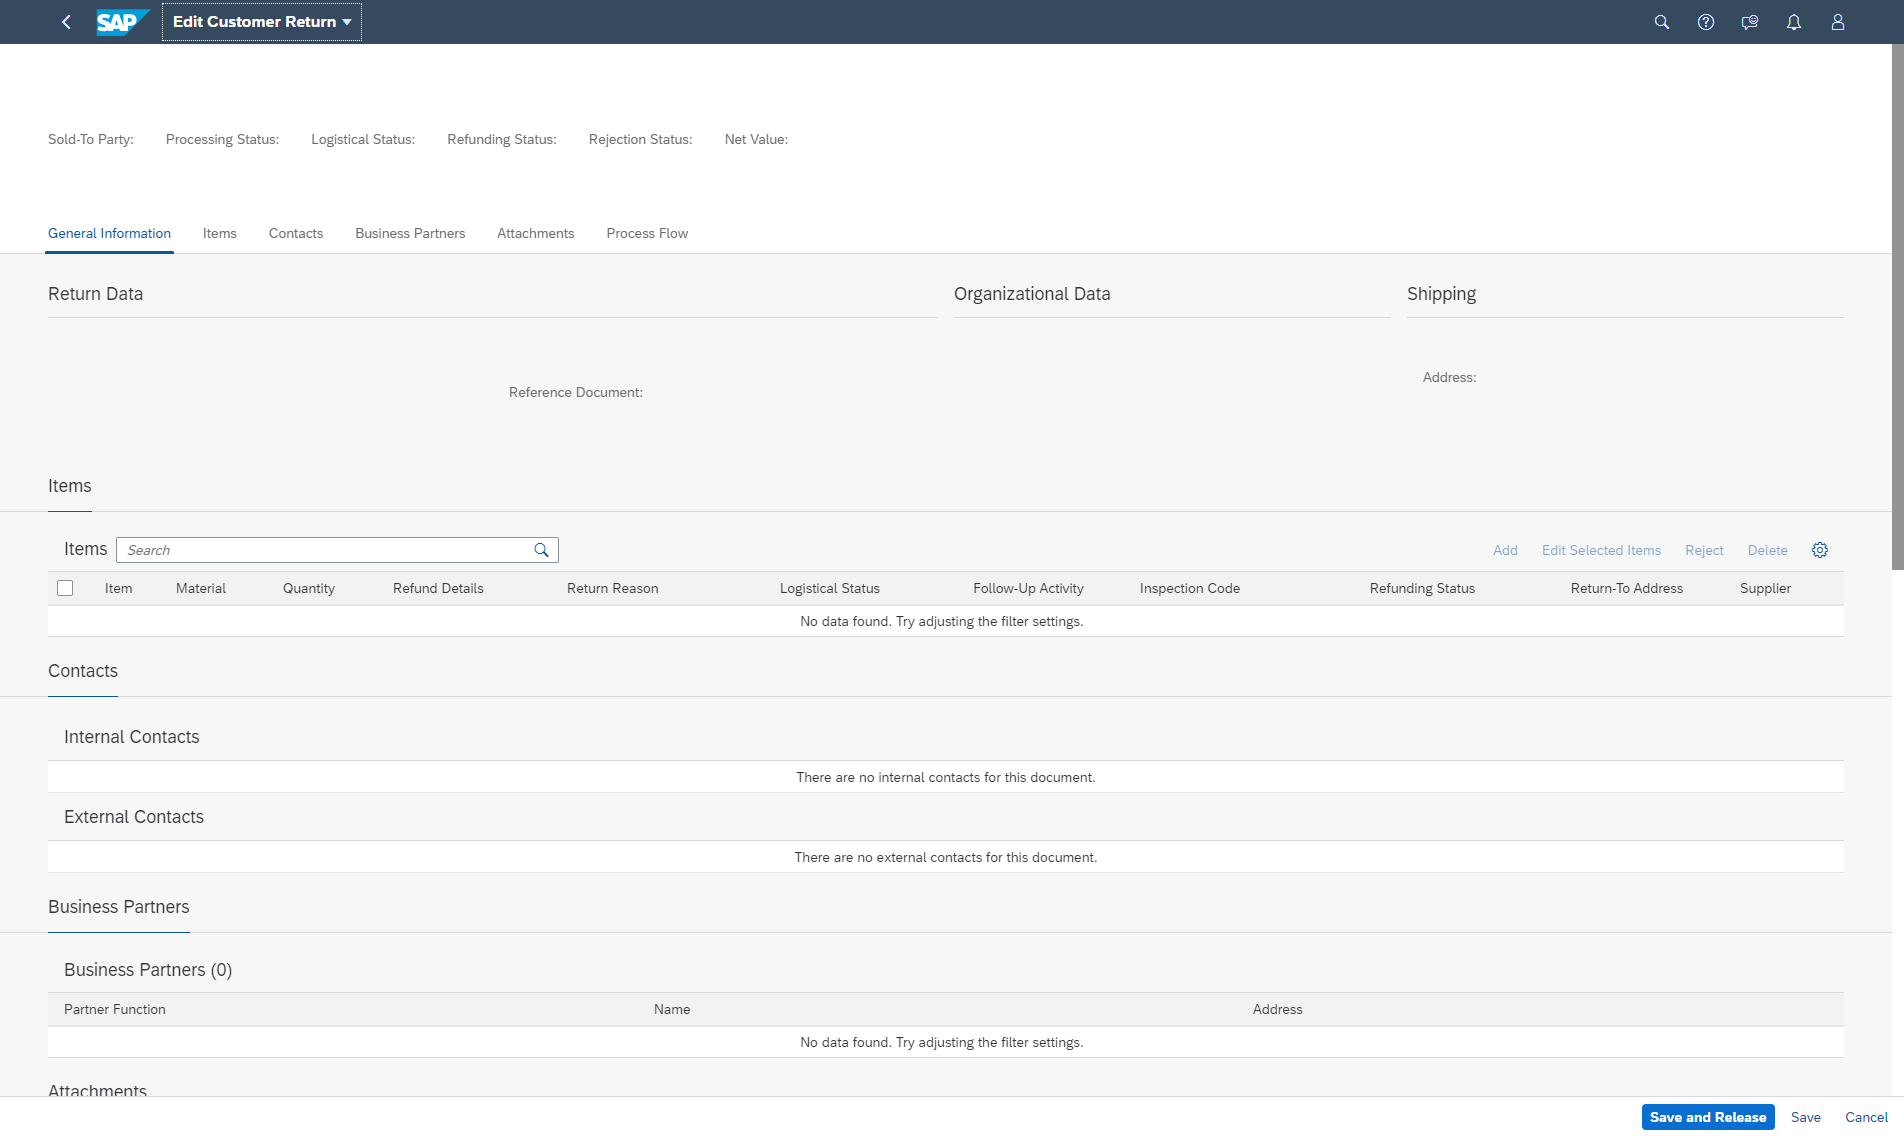 SAP Edit Customer Return
Sold-To Party: Processing Status: Logistical Status: Refunding Status: Rejection Status: Net Value:
General Information Items Contacts Business Partners Attachments Process Flow
Return Data Organizational Data Shipping
Address:
Reference Document:
Items
Items Search Add Edit Selected Items Reject Delete
Item Material Quantity Refund Details Return Reason Logistical Status Follow-Up Activity Inspection Code Refunding Status Return-To Address Supplier
No data found. Try adjusting the filter settings.
Contacts
Internal Contacts
There are no internal contacts for this document.
External Contacts
There are no external contacts for this document.
Business Partners
Business Partners (0)
Partner Function Name Address
No data found. Try adjusting the filter settings.
Attachments
Save and Release Save Cancel